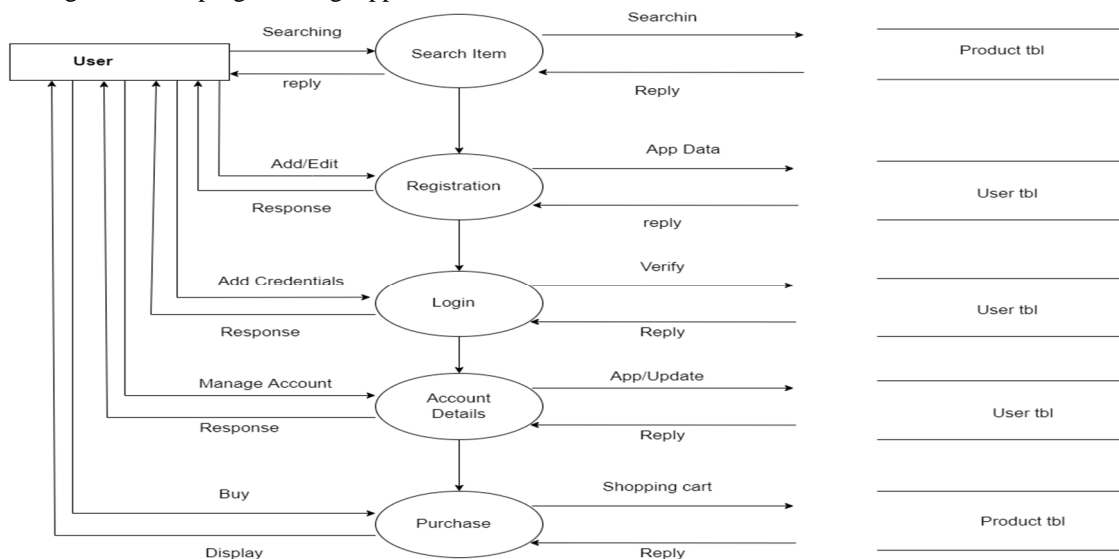 Searching
Searchin
User
Search Item
Product tbl
reply
Reply
Add/Edit
App Data
Registration
User tbl
Response
reply
Add Credentials
Verify
Login
User tbl
Response
Reply
Manage Account
App/Update
Account
Details
User tbl
Response
Reply
Buy
Shopping cart
Purchase
Product tbl
Display
Reply